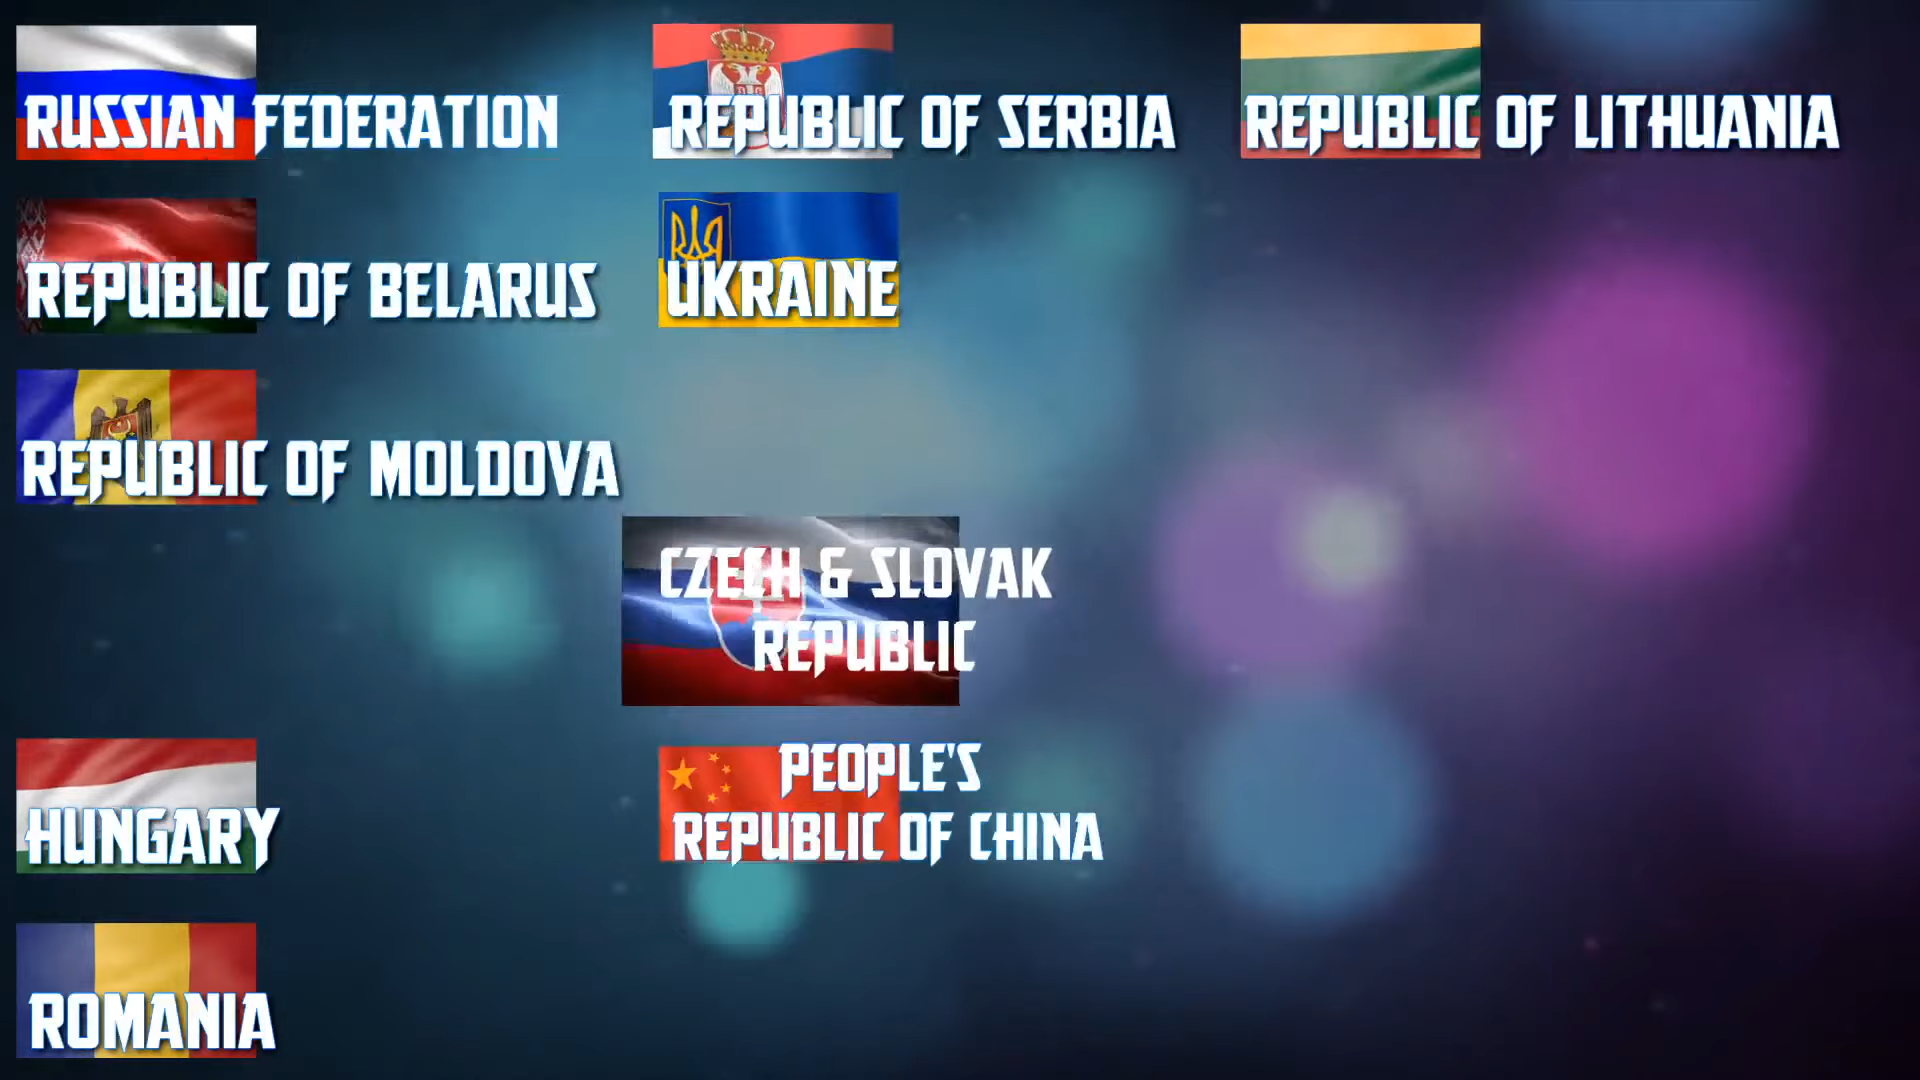 RUSSIAN FEDERATION
REPUBLIC OF SERBIA
REPUBLIC OF LITHUANIA
REPUBLIC OF BELARUS
UKRAINE
REPUBLIC OF MOLDOVA
CZECH & SLOVAK
REPUBLIC
HUNGARY
PEOPLE'S
REPUBLIC OF CHINA
ROMANIA